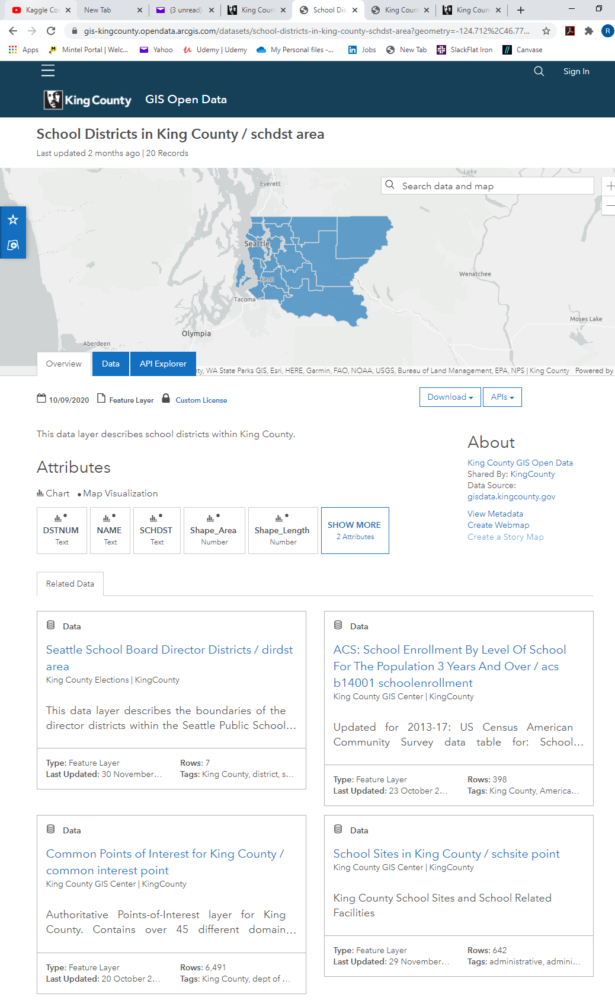 Kaggle Co
New Tab
(3 unread)
King Coun
School Dis
King Coun
King Coun
gis-kingcounty.opendata.arcgis.com/datasets/school-districts-in-king-county-schdst-area?geometry=-124.712%2C46.77...
R
Apps
Mintel Portal | Welc...
Yahoo
Udemy | Udemy
My Personal files -...
Jobs
New Tab
SlackFlat Iron
Canvase
Sign In
King County
GIS Open Data
School Districts in King County / schdst area
Last updated 2 months ago | 20 Records
Search data and map
Lake
Everett
Seattle
Kent
Tacoma
Wenatchee
Moses Lake
Olympia
Aberdeen
Overview
Data
API Explorer
ty, WA State Parks GIS, Esri, HERE, Garmin, FAO, NOAA, USGS, Bureau of Land Management, EPA, NPS | King County Powered by
10/09/2020
Feature Layer
Custom License
Download
APIs
This data layer describes school districts within King County.
About
King County GIS Open Data
Shared By: KingCounty
Data Source:
gisdata.kingcounty.gov
View Metadata
Create Webmap
Create a Story Map
Attributes
Chart
Map Visualization
DSTNUM
Text
NAME
Text
SCHDST
Text
Shape_Area
Number
Shape_Length
Number
SHOW MORE
2 Attributes
Related Data
Data
Seattle School Board Director Districts / dirdst
area
King County Elections | KingCounty
This data layer describes the boundaries of the
director districts within the Seattle Public School...
Type: Feature Layer
Rows: 7
Last Updated: 30 November...
Tags: King County, district, s...
Data
ACS: School Enrollment By Level Of School
For The Population 3 Years And Over / acs
b14001 schoolenrollment
King County GIS Center | KingCounty
Updated for 2013-17: US Census American
Community Survey data table for: School...
Type: Feature Layer
Rows: 398
Last Updated: 23 October 2...
Tags: King County, America...
Data
Common Points of Interest for King County /
common interest point
King County GIS Center | KingCounty
Authoritative Points-of-Interest layer for King
County. Contains over 45 different domain...
Type: Feature Layer
Rows: 6,491
Last Updated: 20 October 2...
Tags: King County, dept of ...
Data
School Sites in King County / schsite point
King County GIS Center | KingCounty
King County School Sites and School Related
Facilities
Type: Feature Layer
Rows: 642
Last Updated: 29 November...
Tags: administrative, admini...